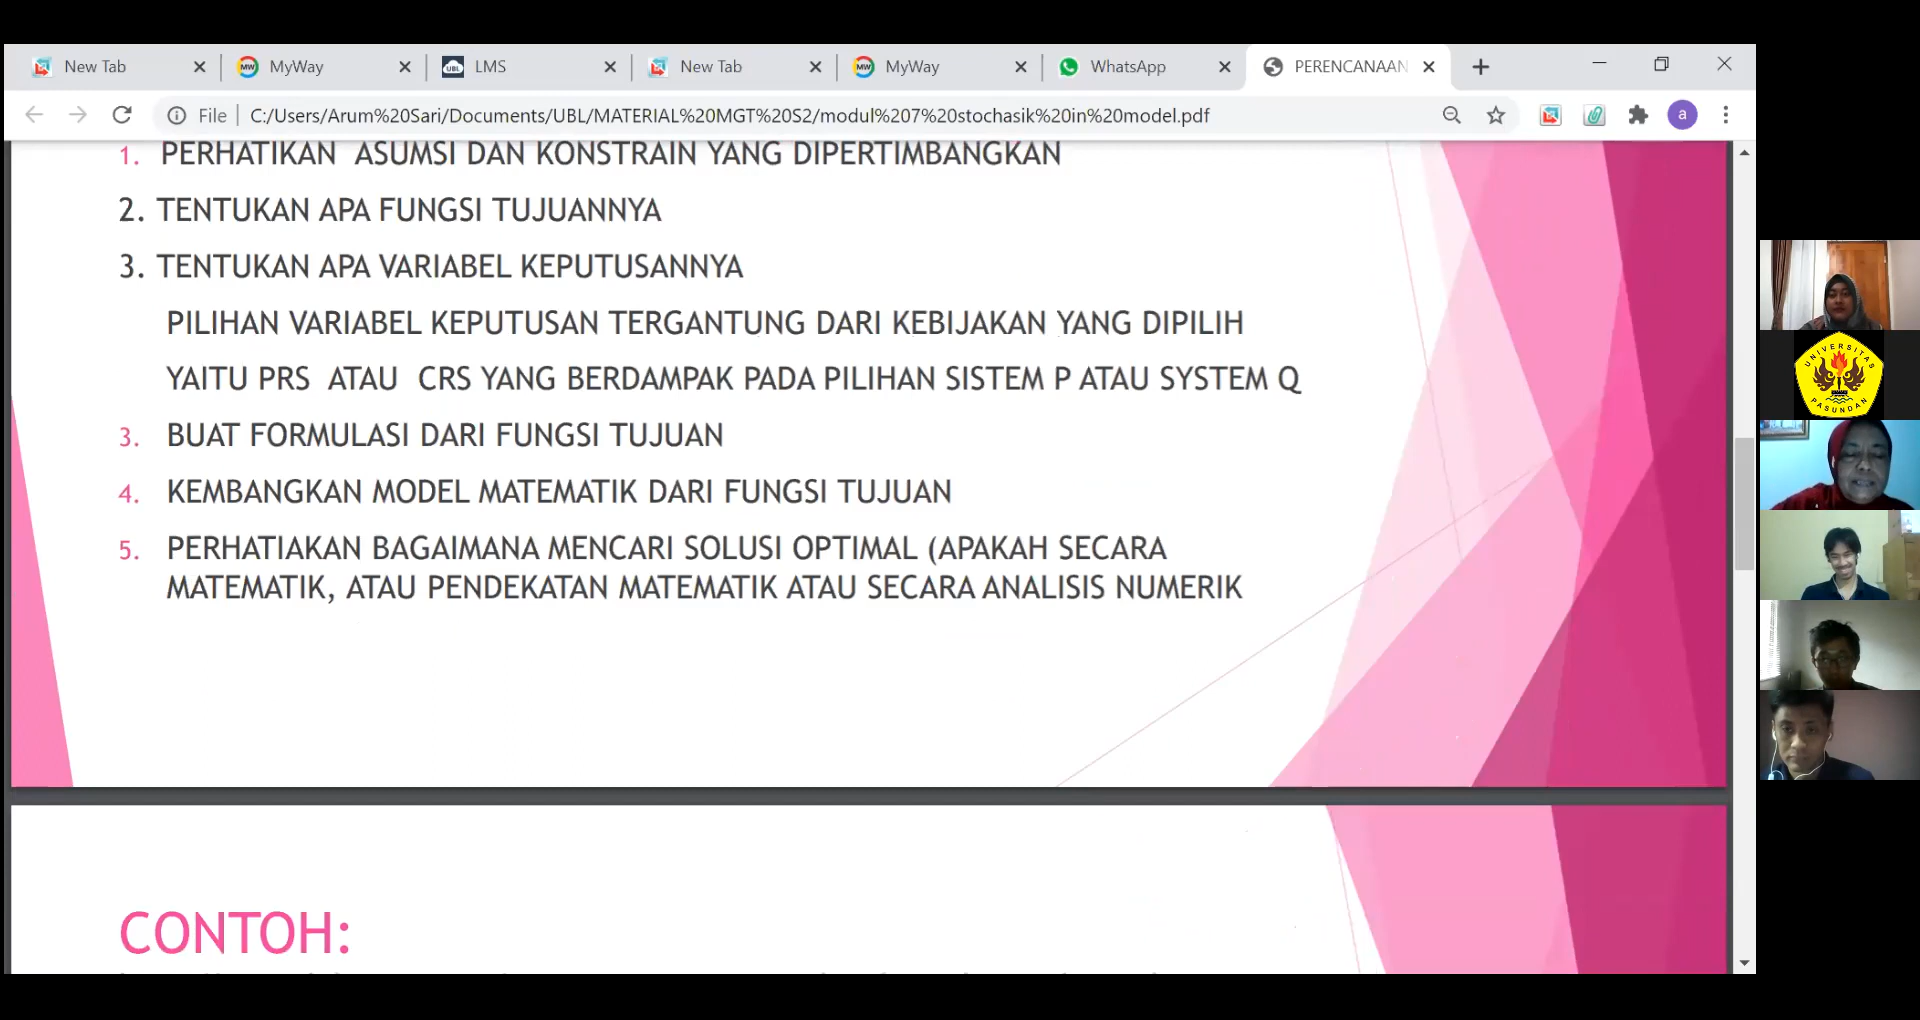 New Tab
MyWay
LMS
New Tab
MyWay
WhatsApp
PERENCANAAN
File
C:/Users/Arum%20Sari/Documents/UBL/MATERIAL%20MGT%20S2/modul%207%20stochasik%20in%20model.pdf
a
1. PERHATIKAN ASUMSI DAN KONSTRAIN YANG DIPERTIMBANGKAN
2. TENTUKAN APA FUNGSI TUJUANNYA
3. TENTUKAN APA VARIABEL KEPUTUSANNYA
PILIHAN VARIABEL KEPUTUSAN TERGANTUNG DARI KEBIJAKAN YANG DIPILIH
YAITU PRS ATAU CRS YANG BERDAMPAK PADA PILIHAN SISTEM P ATAU SYSTEM Q
3. BUAT FORMULASI DARI FUNGSI TUJUAN
4. KEMBANGKAN MODEL MATEMATIK DARI FUNGSI TUJUAN
5. PERHATIAKAN BAGAIMANA MENCARI SOLUSI OPTIMAL (APAKAH SECARA
MATEMATIK, ATAU PENDEKATAN MATEMATIK ATAU SECARA ANALISIS NUMERIK
CONTOH:
UNIVERSITAS
PASUNDAN